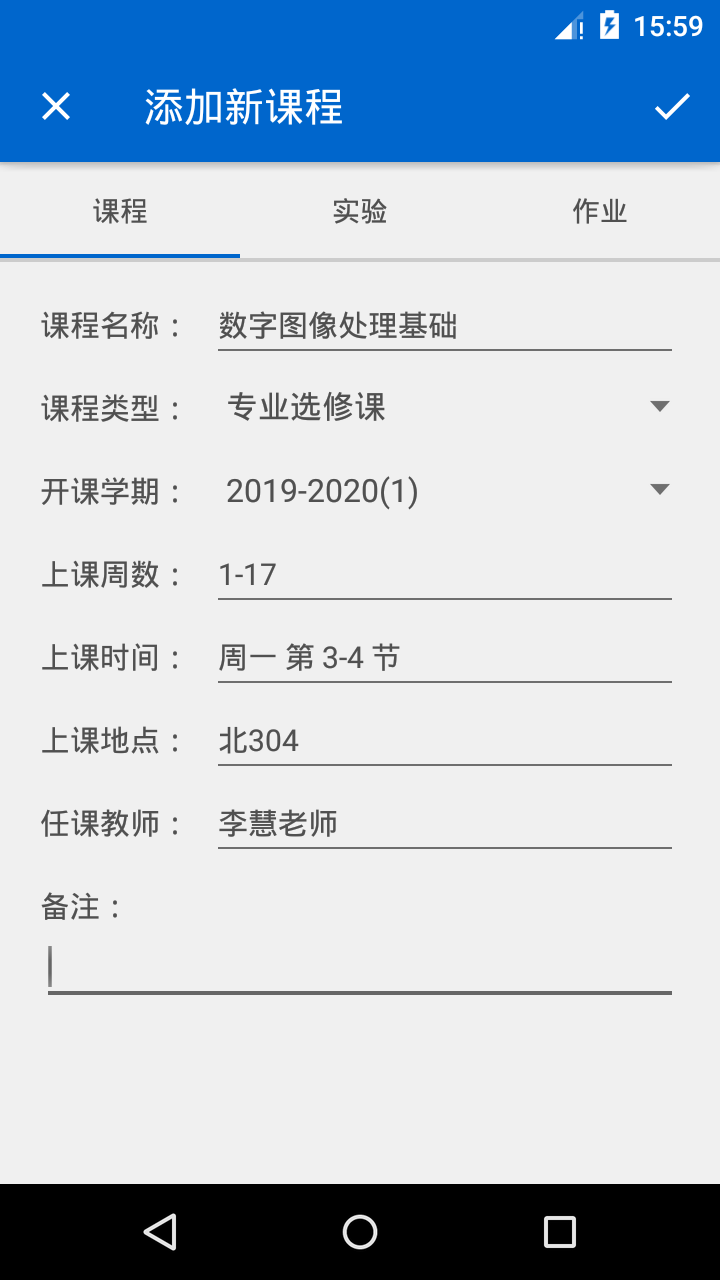 15:59
添加新课程
课程 实验 作业
课程名称： 数字图像处理基础
课程类型： 专业选修课
开课学期： 2019-2020(1)
上课周数： 1-17
上课时间： 周一 第 3-4 节
上课地点： 北304
任课教师： 李慧老师
备注：